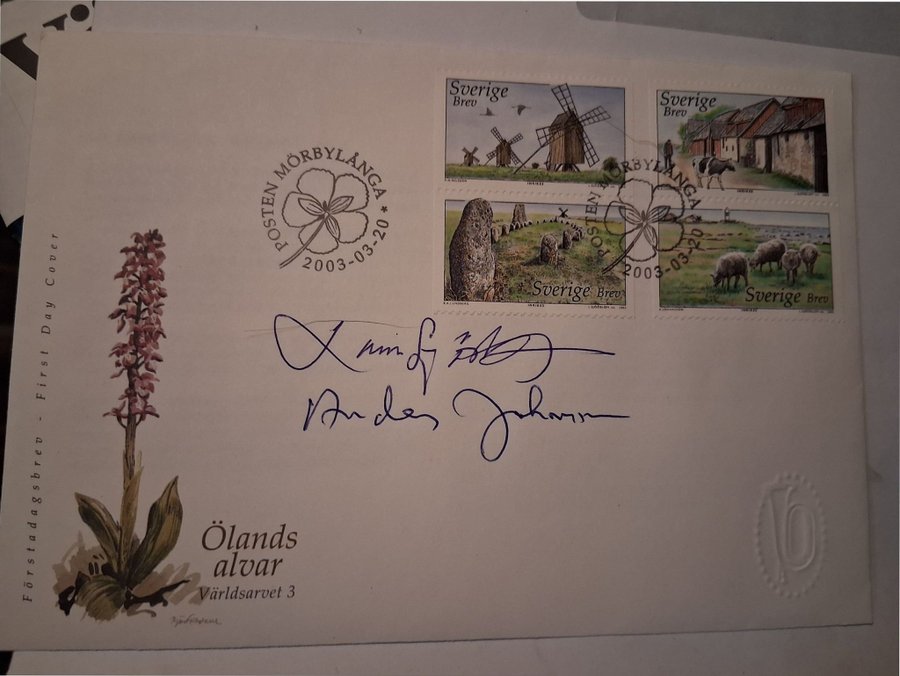 Förstadagsbrev - First Day Cover
POSTEN MÖRBYLÅNGA *
2003-03-20
Sverige
Brev
Sverige
Brev
Sverige Brev
Sverige Brev
POSTEN MÖRBYLÅNGA
2003-03-20
Anders Johansson
Ölands
alvar
Världsarvet 3